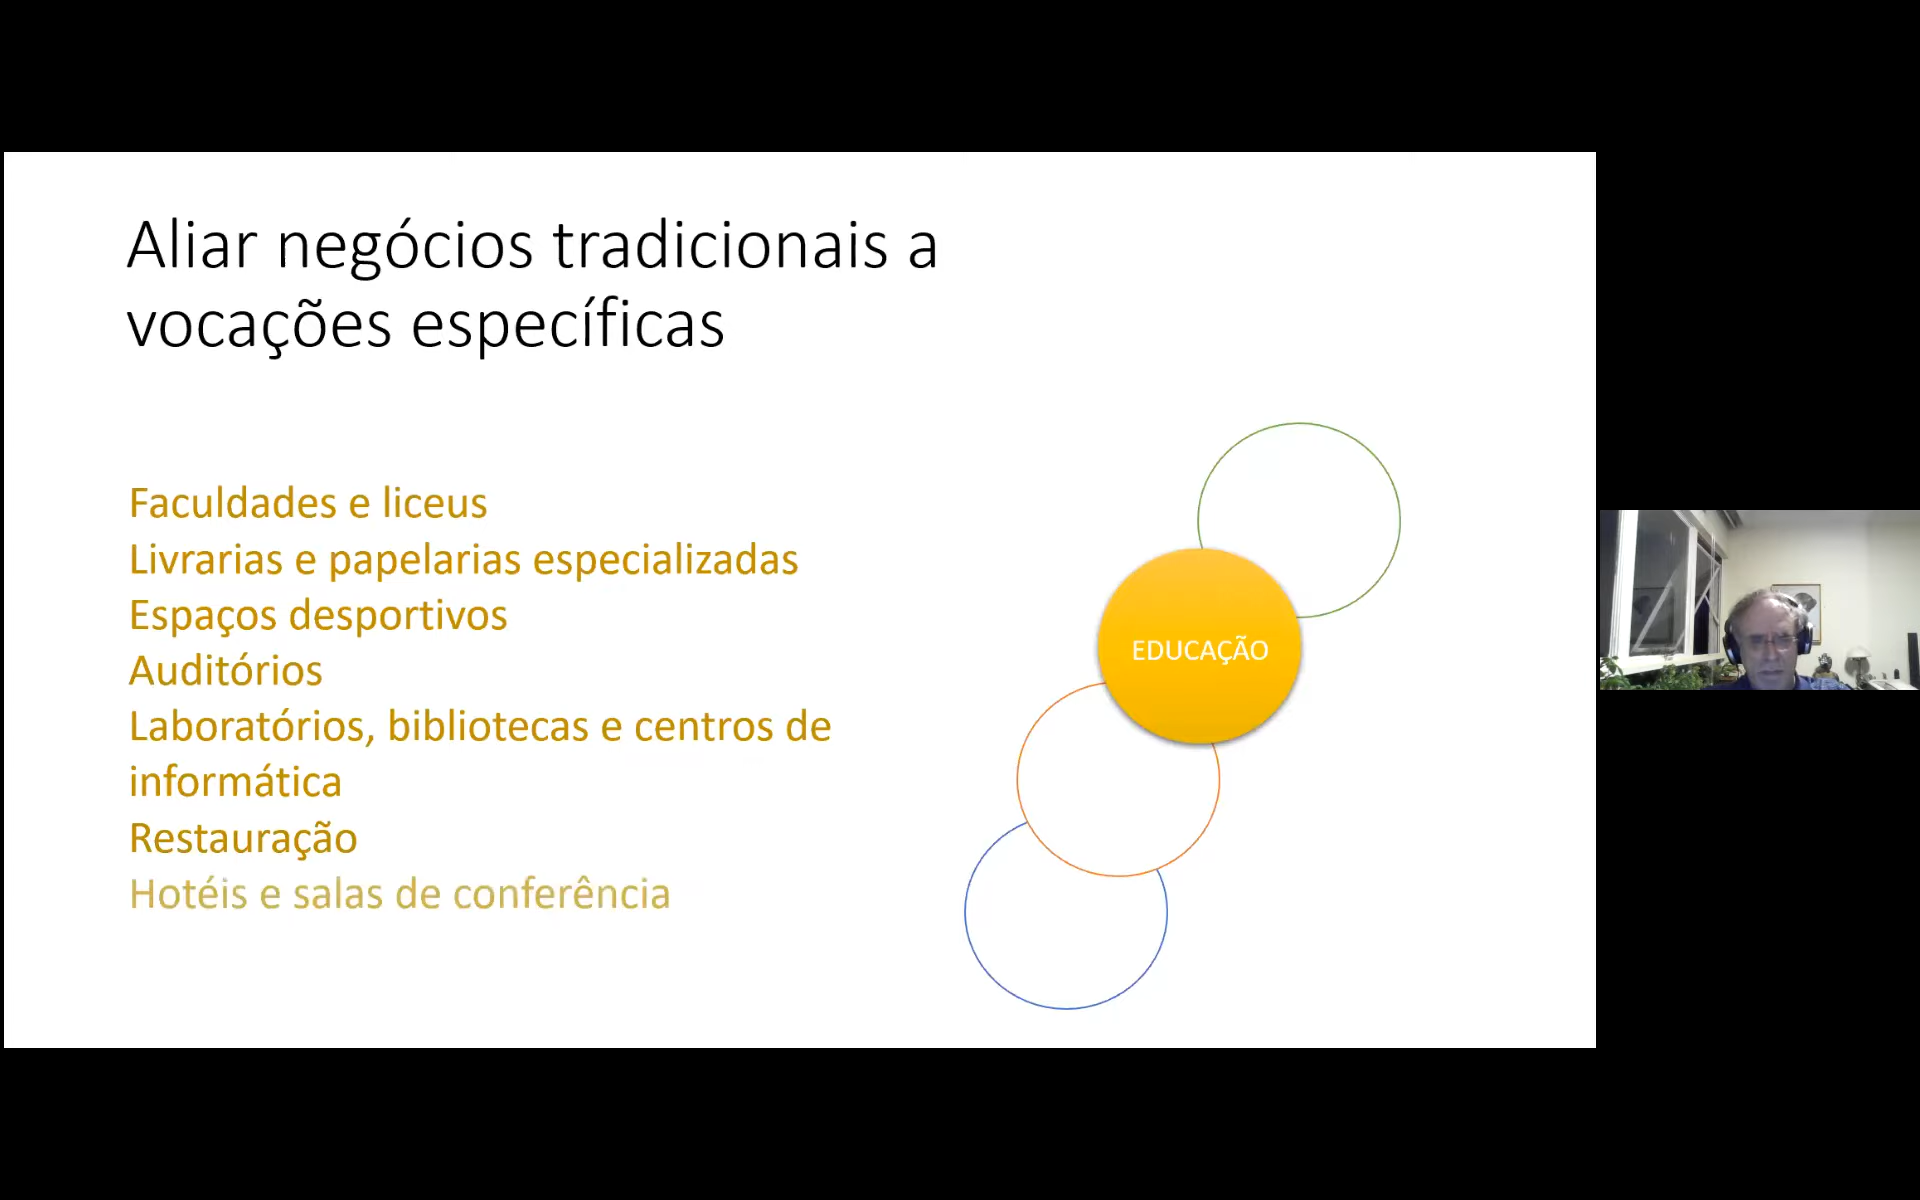 Aliar negócios tradicionais a
vocações específicas
Faculdades e liceus
Livrarias e papelarias especializadas
Espaços desportivos
Auditórios
Laboratórios, bibliotecas e centros de
informática
Restauração
Hotéis e salas de conferência
EDUCAÇÃO